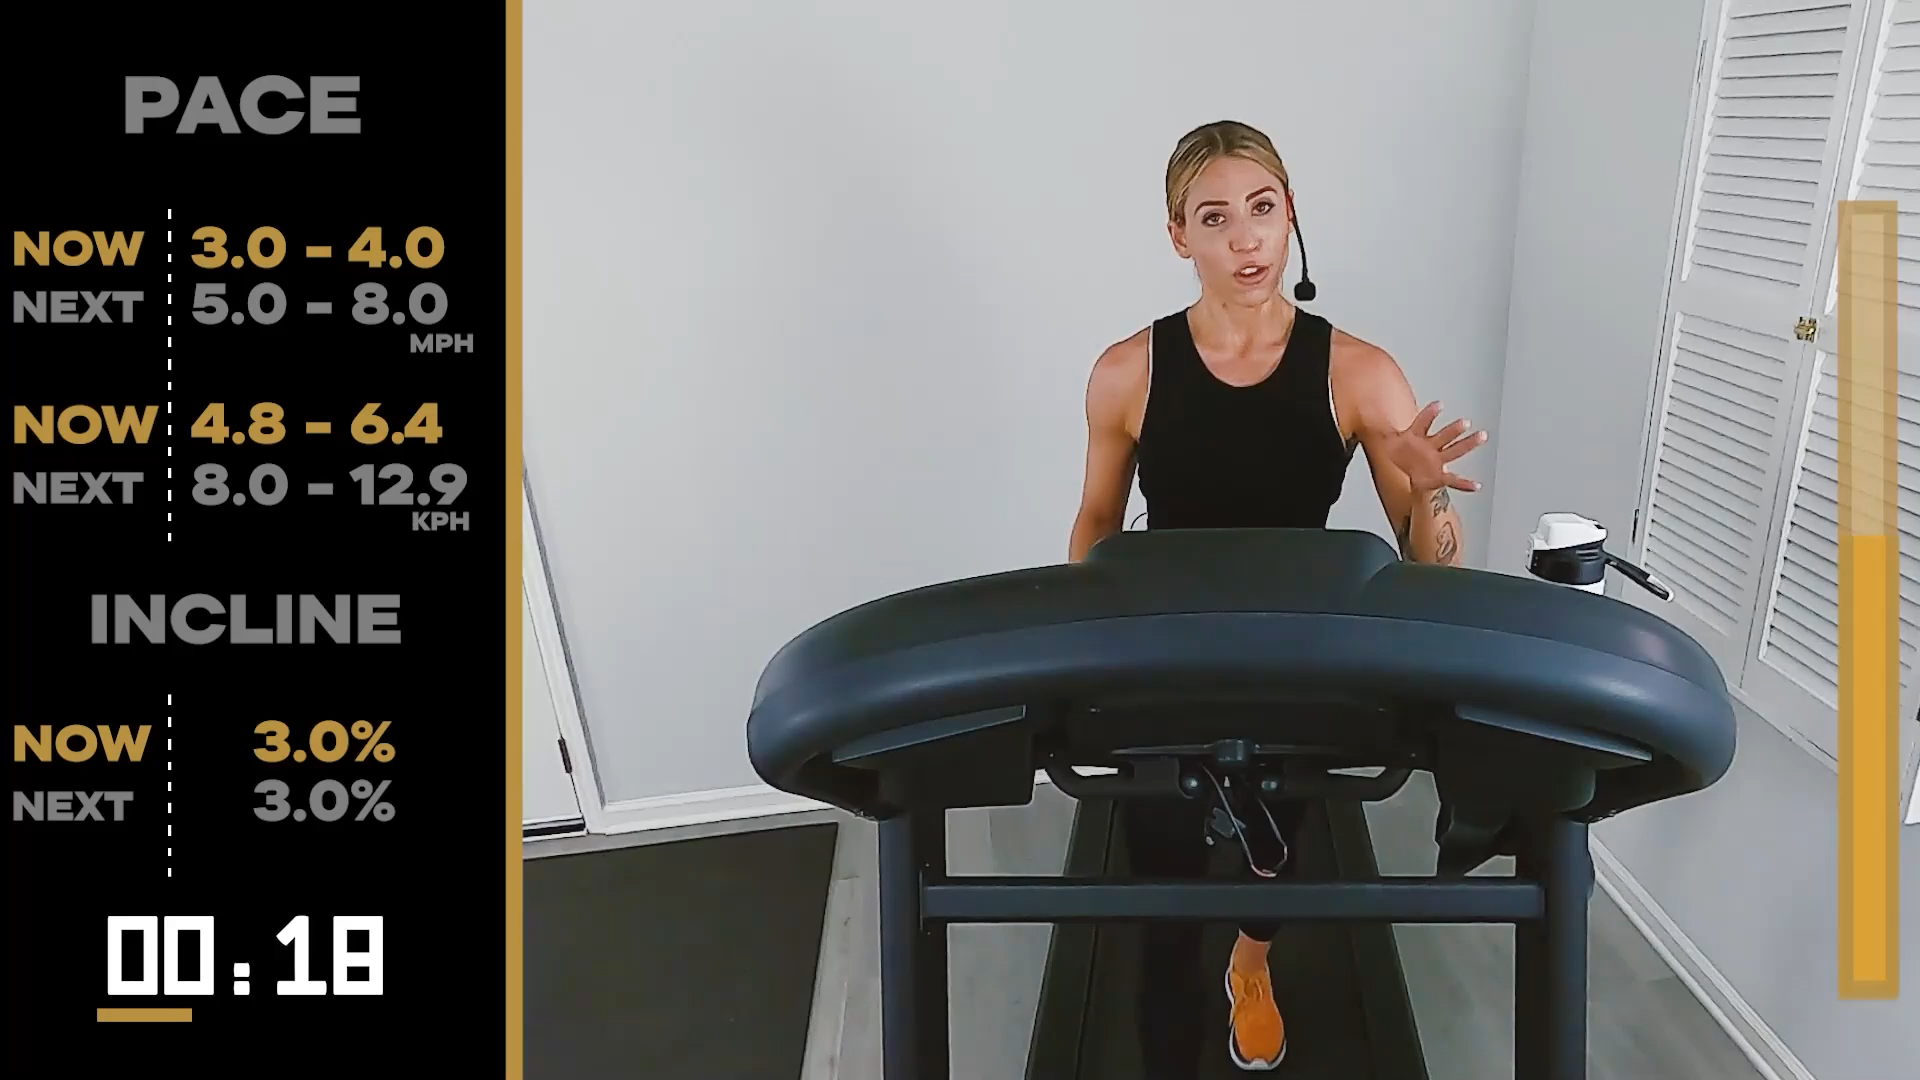 PACE
NOW 3.0 - 4.0
NEXT 5.0 - 8.0
MPH
NOW 4.8 - 6.4
NEXT 8.0 - 12.9
KPH
INCLINE
NOW 3.0%
NEXT 3.0%
00:18